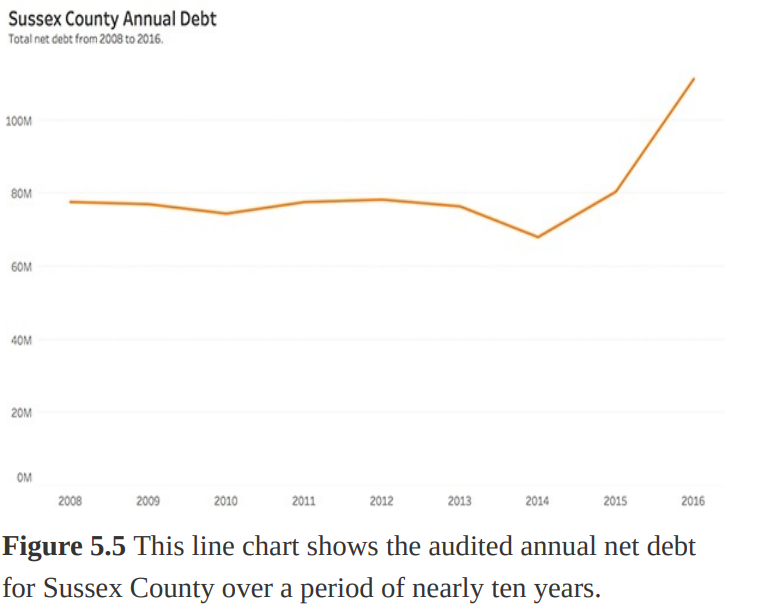 Sussex County Annual Debt
Total net debt from 2008 to 2016.
100M
80M
60M
40M
20M
0M
2008 2009 2010 2011 2012 2013 2014 2015 2016
Figure 5.5 This line chart shows the audited annual net debt
for Sussex County over a period of nearly ten years.